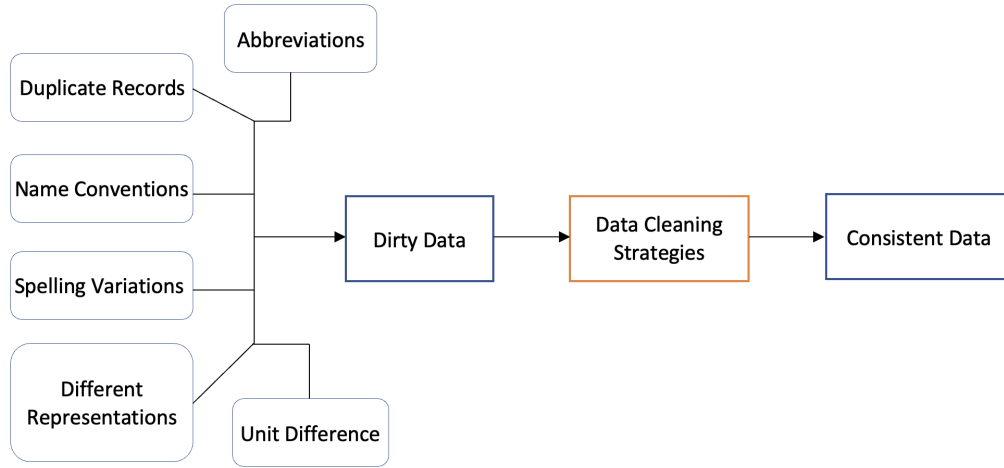 Abbreviations
Duplicate Records
Name Conventions
Spelling Variations
Different
Representations
Unit Difference
Dirty Data
Data Cleaning
Strategies
Consistent Data